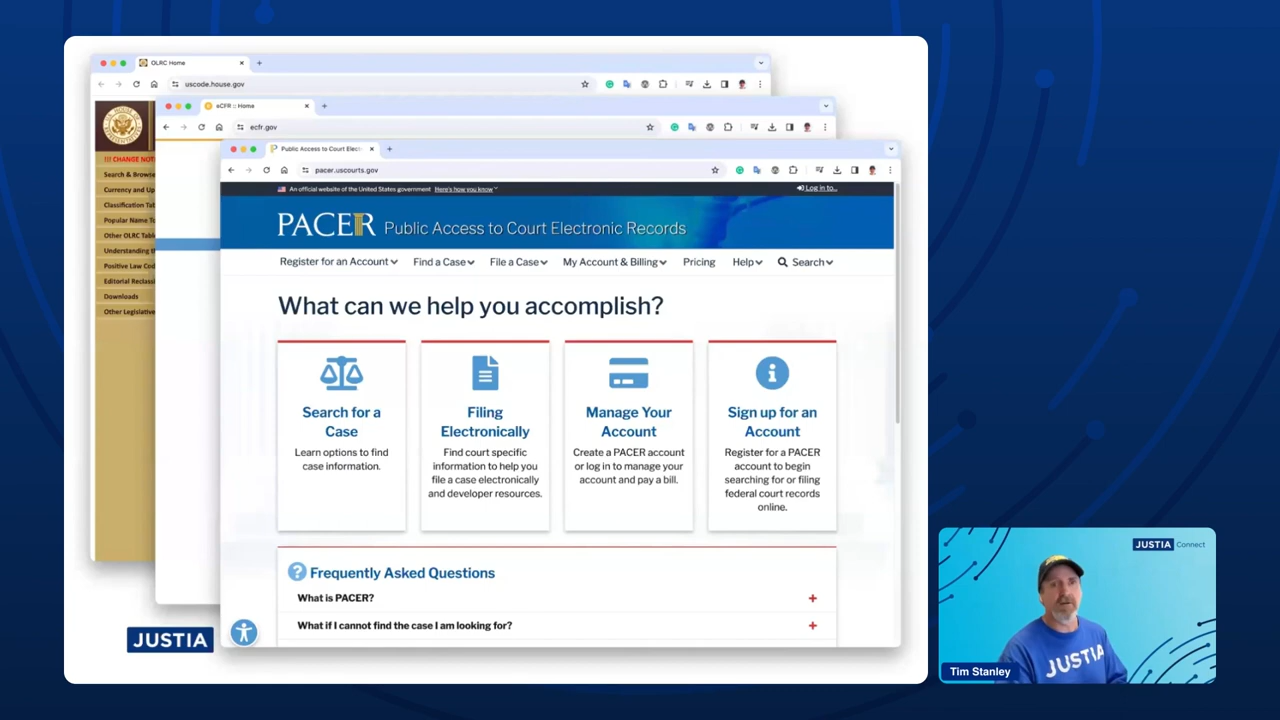 OLRC Home
uscode.house.gov
eCFR :: Home
ecfr.gov
!!! CHANGE NOT
Search & Browse
Currency and Up
Classification Tab
Popular Name To
Other OLRC Table
Understanding th
Positive Law Cod
Editorial Reclass
Downloads
Other Legislative
Public Access to Court Elect
pacer.uscourts.gov
An official website of the United States government Here's how you know
Log in to...
PACER Public Access to Court Electronic Records
Register for an Account Find a Case File a Case My Account & Billing Pricing Help Search
What can we help you accomplish?
Search for a
Case
Learn options to find
case information.
Filing
Electronically
Find court specific
information to help you
file a case electronically
and developer resources.
Manage Your
Account
Create a PACER account
or log in to manage your
account and pay a bill.
Sign up for an
Account
Register for a PACER
account to begin
searching for or filing
federal court records
online.
Frequently Asked Questions
What is PACER?
What if I cannot find the case I am looking for?
JUSTIA
JUSTIA Connect
JUSTIA
Tim Stanley